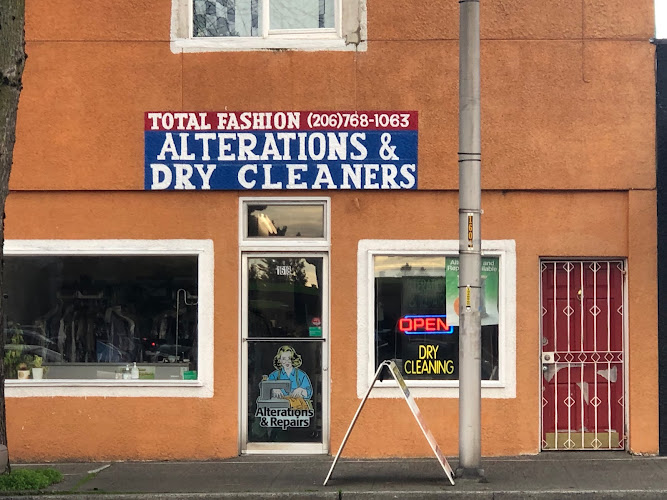 TOTAL FASHION (206)768-1063
ALTERATIONS &
DRY CLEANERS
OPEN
DRY
CLEANING
Alterations
& Repairs